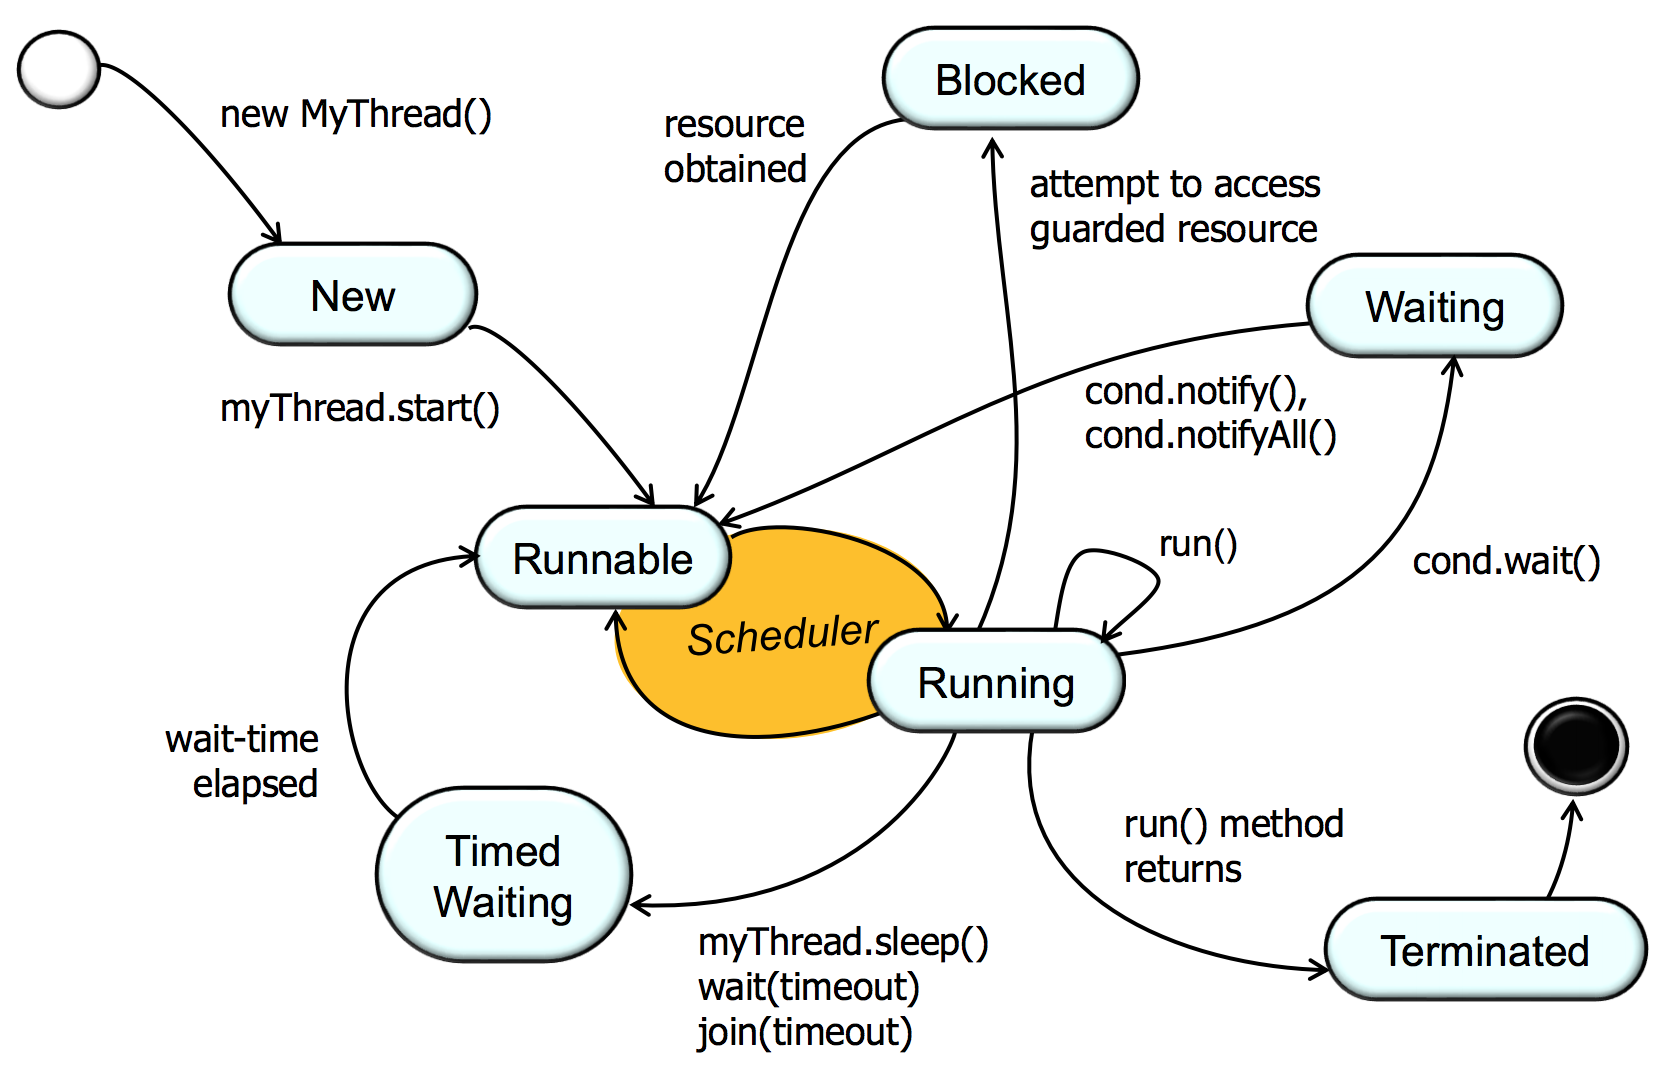 new MyThread()
New
myThread.start()
Blocked
resource
obtained
attempt to access
guarded resource
Waiting
cond.notify(),
cond.notifyAll()
cond.wait()
run()
Runnable
Scheduler
Running
wait-time
elapsed
Timed
Waiting
myThread.sleep()
wait(timeout)
join(timeout)
run() method
returns
Terminated